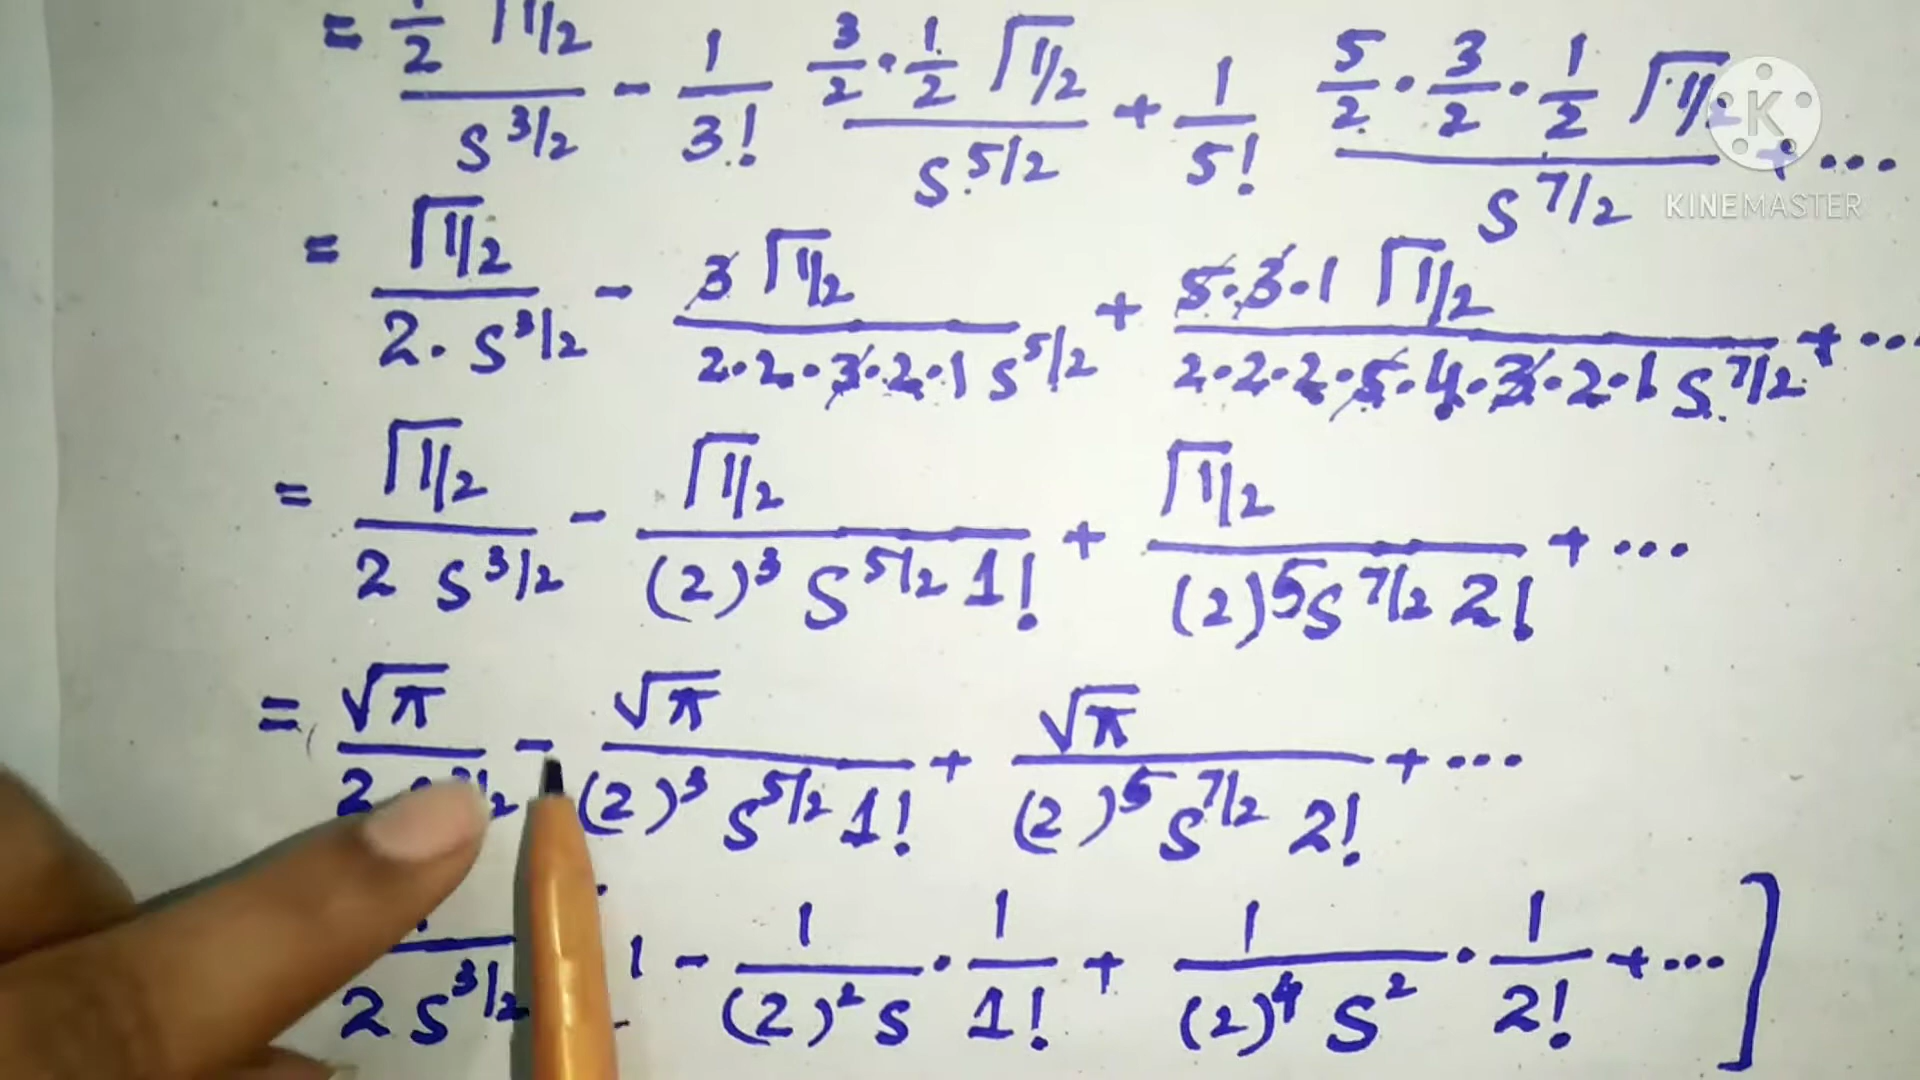 = 1/2 Γ1/2 / s^3/2 - 1/3! 3/2 · 1/2 Γ1/2 / s^5/2 + 1/5! 5/2 · 3/2 · 1/2 Γ1/2 / s^7/2 + ...
K
KINEMASTER
= Γ1/2 / 2 · s^3/2 - 3 Γ1/2 / 2·2·3·2·1 s^5/2 + 5·3·1 Γ1/2 / 2·2·2·5·4·3·2·1 s^7/2 + ...
= Γ1/2 / 2 s^3/2 - Γ1/2 / (2)^3 s^5/2 1! + Γ1/2 / (2)^5 s^7/2 2! + ...
= √π / 2 - √π / (2)^3 s^5/2 1! + √π / (2)^5 s^7/2 2! + ...
/ 2 s^3/2 1 - 1 / (2)^2 s · 1/1! + 1 / (2)^4 s^2 · 1/2! + ... ]